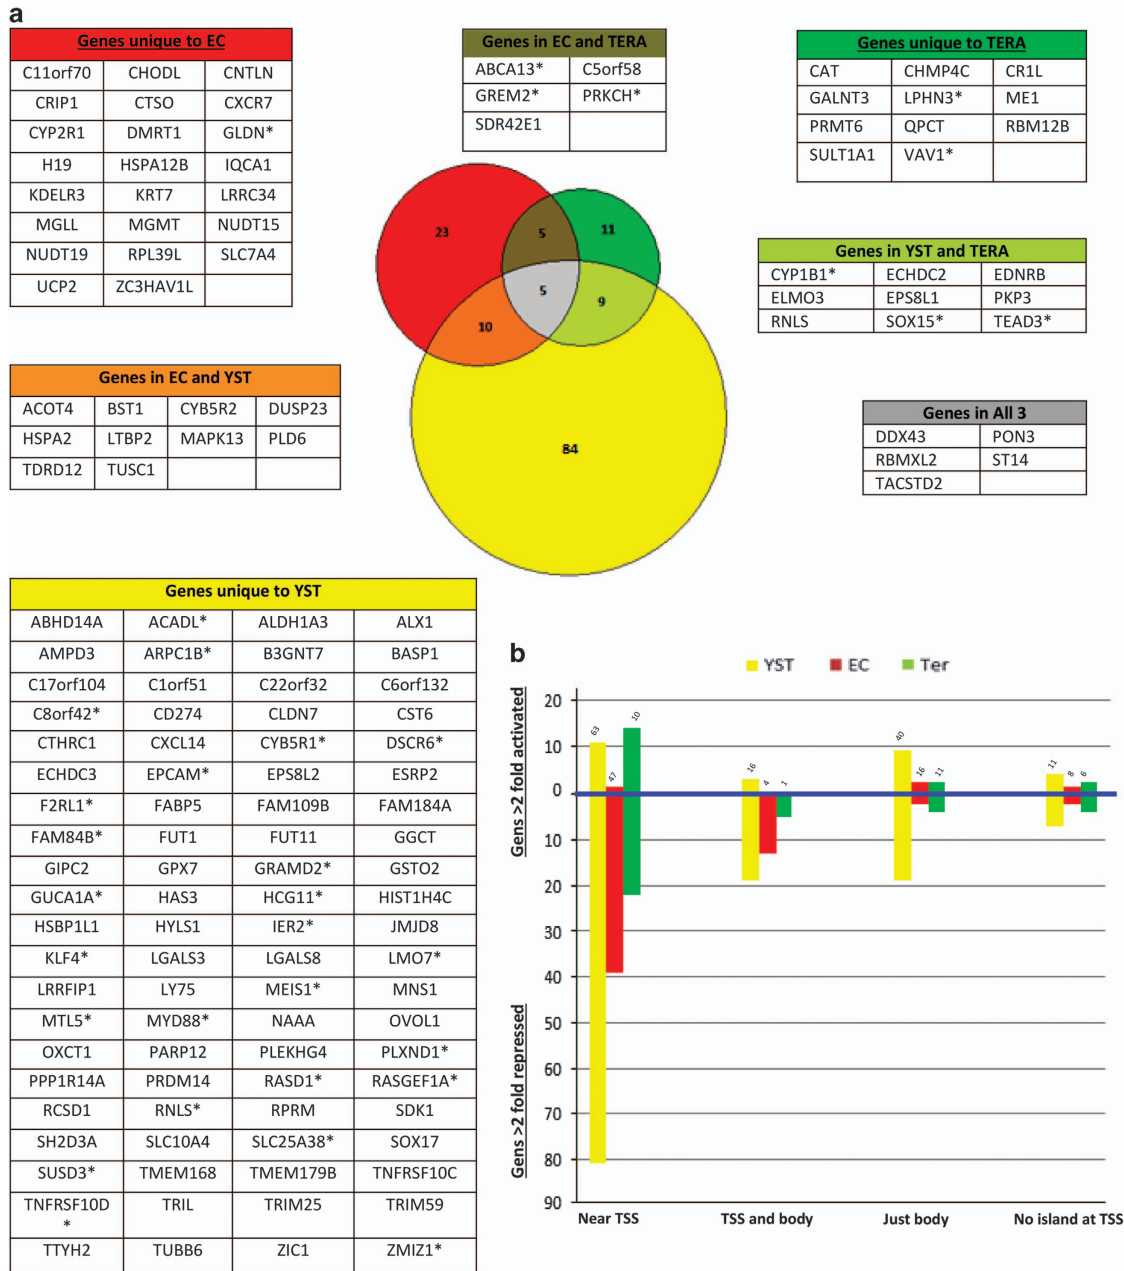 a
Genes unique to EC
C11orf70 CHODL CNTLN
CRIP1 CTSO CXCR7
CYP2R1 DMRT1 GLDN*
H19 HSPA12B IQCA1
KDELR3 KRT7 LRRC34
MGLL MGMT NUDT15
NUDT19 RPL39L SLC7A4
UCP2 ZC3HAV1L
Genes in EC and TERA
ABCA13* C5orf58
GREM2* PRKCH*
SDR42E1
Genes unique to TERA
CAT CHMP4C CR1L
GALNT3 LPHN3* ME1
PRMT6 QPCT RBM12B
SULT1A1 VAV1*
23
5
11
5
9
10
84
Genes in YST and TERA
CYP1B1* ECHDC2 EDNRB
ELMO3 EPS8L1 PKP3
RNLS SOX15* TEAD3*
Genes in EC and YST
ACOT4 BST1 CYB5R2 DUSP23
HSPA2 LTBP2 MAPK13 PLD6
TDRD12 TUSC1
Genes in All 3
DDX43 PON3
RBMXL2 ST14
TACSTD2
Genes unique to YST
ABHD14A ACADL* ALDH1A3 ALX1
AMPD3 ARPC1B* B3GNT7 BASP1
C17orf104 C1orf51 C22orf32 C6orf132
C8orf42* CD274 CLDN7 CST6
CTHRC1 CXCL14 CYB5R1* DSCR6*
ECHDC3 EPCAM* EPS8L2 ESRP2
F2RL1* FABP5 FAM109B FAM184A
FAM84B* FUT1 FUT11 GGCT
GIPC2 GPX7 GRAMD2* GSTO2
GUCA1A* HAS3 HCG11* HIST1H4C
HSBP1L1 HYLS1 IER2* JMJD8
KLF4* LGALS3 LGALS8 LMO7*
LRRFIP1 LY75 MEIS1* MNS1
MTL5* MYD88* NAAA OVOL1
OXCT1 PARP12 PLEKHG4 PLXND1*
PPP1R14A PRDM14 RASD1* RASGEF1A*
RCSD1 RNLS* RPRM SDK1
SH2D3A SLC10A4 SLC25A38* SOX17
SUSD3* TMEM168 TMEM179B TNFRSF10C
TNFRSF10D
*
TRIL TRIM25 TRIM59
TTYH2 TUBB6 ZIC1 ZMIZ1*
b
YST EC Ter
Gens >2 fold activated
Gens >2 fold repressed
20
10
0
10
20
30
40
50
60
70
80
90
63 47 10
16 4 1
40 16 11
11 8 6
Near TSS TSS and body Just body No island at TSS